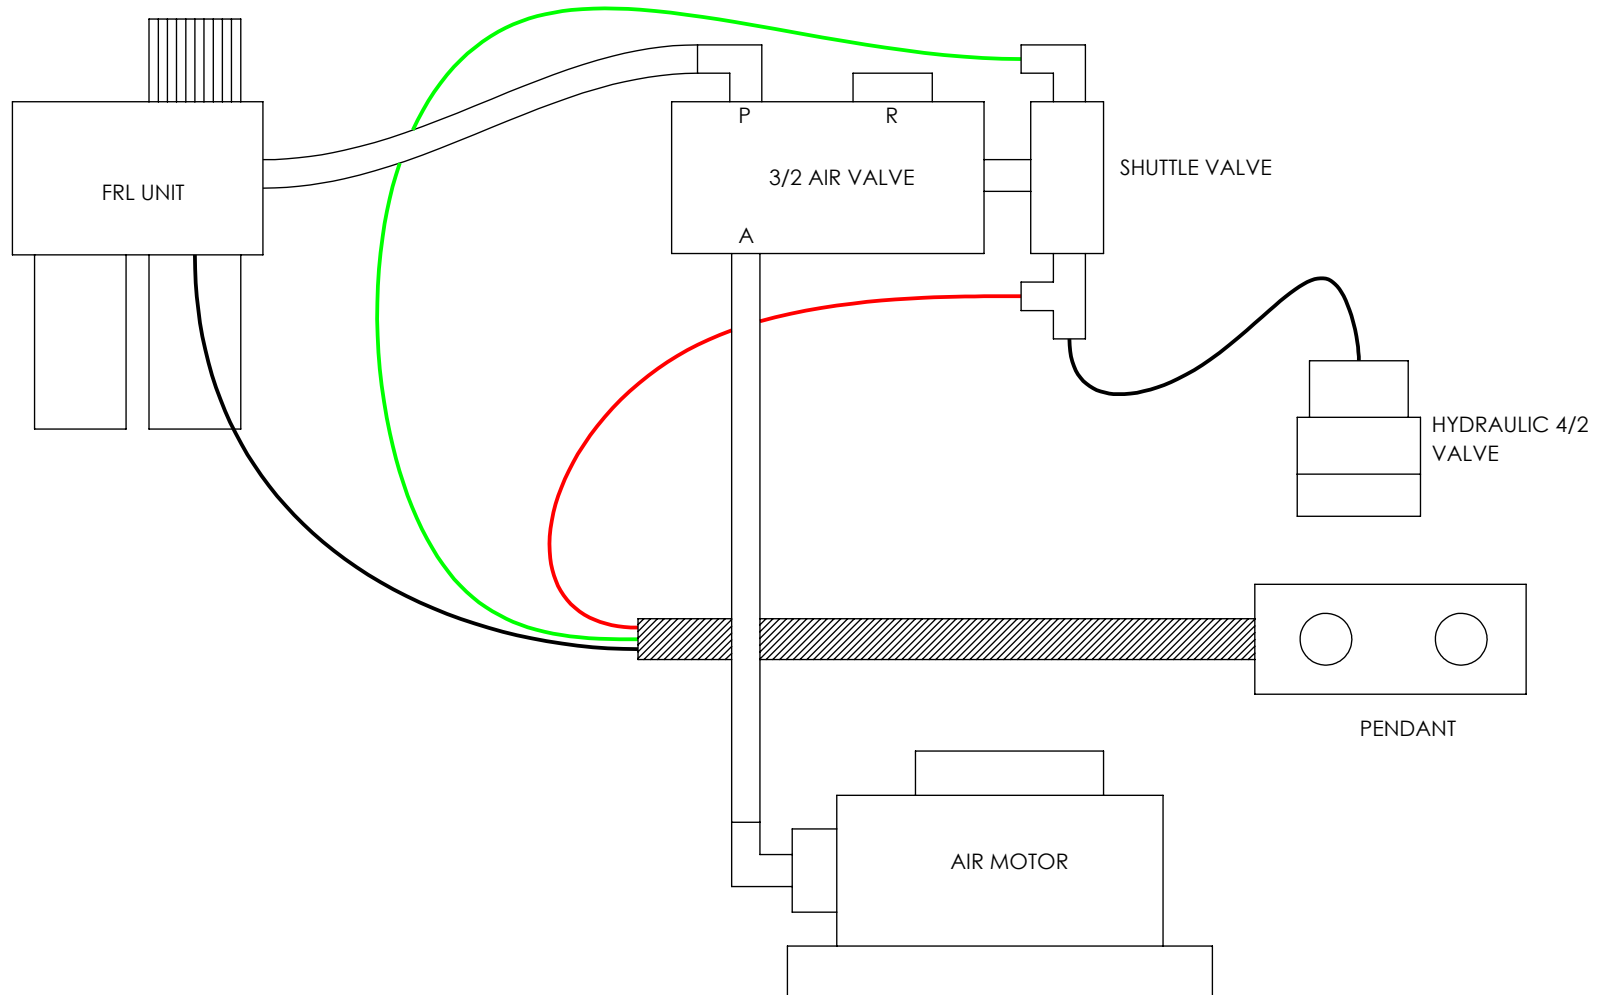 P
R
SHUTTLE VALVE
3/2 AIR VALVE
FRL UNIT
A
HYDRAULIC 4/2
VALVE
PENDANT
AIR MOTOR